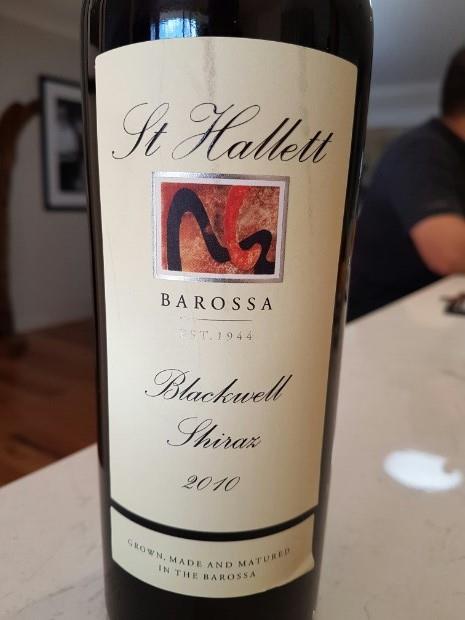 St Hallett
BAROSSA
EST. 1944
Blackwell
Shiraz
2010
GROWN, MADE AND MATURED
IN THE BAROSSA